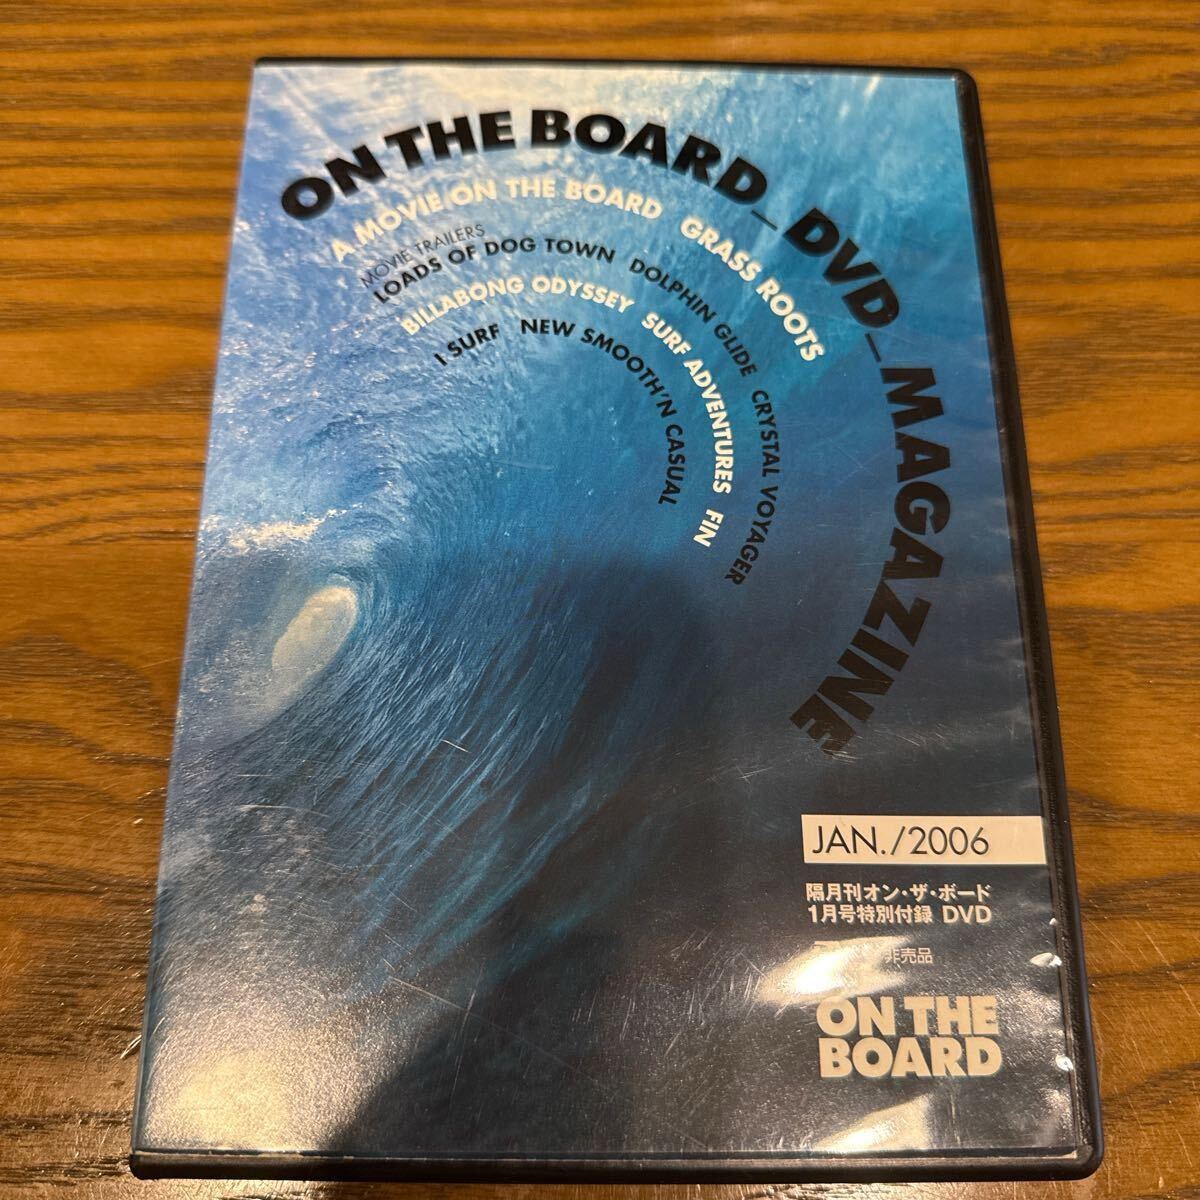 ON THE BOARD_DVD_MAGAZINE
A MOVIE ON THE BOARD GRASS ROOTS
MOVIE TRAILERS
LOADS OF DOG TOWN DOLPHIN GLIDE CRYSTAL VOYAGER
BILLABONG ODYSSEY SURF ADVENTURES FIN
I SURF NEW SMOOTH'N CASUAL
JAN./2006
隔月刊オン・ザ・ボード
1月号特別付録 DVD
非売品
ON THE
BOARD